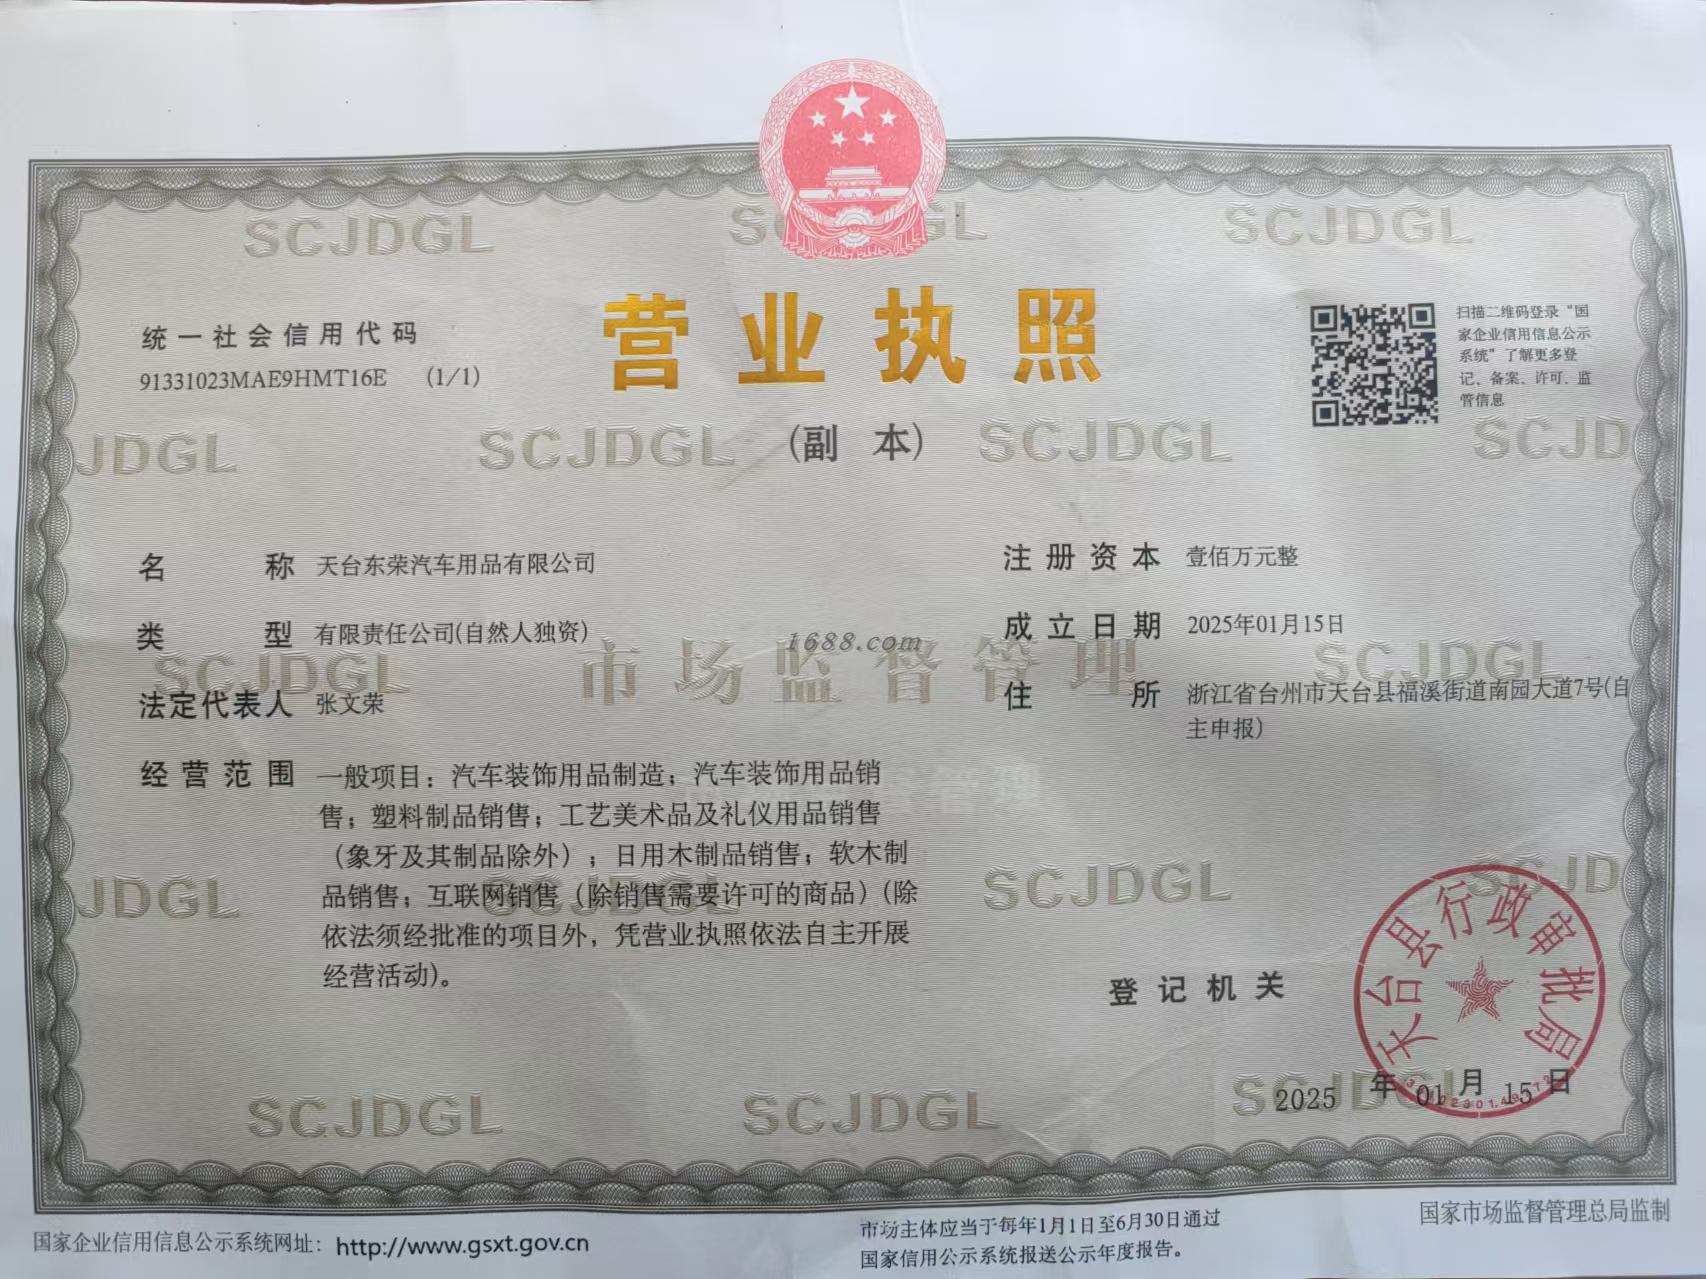 SCJDGL SCJDGL SCJDGL
营业执照
(副 本)
统一社会信用代码
91331023MAE9HMT16E (1/1)
扫描二维码登录“国
家企业信用信息公示
系统”了解更多登
记、备案、许可、监
管信息
JDGL SCJDGL SCJDGL SCJD
名 称 天台东荣汽车用品有限公司
类 型 有限责任公司(自然人独资)
法定代表人 张文荣
经营范围 一般项目：汽车装饰用品制造；汽车装饰用品销
售；塑料制品销售；工艺美术品及礼仪用品销售
（象牙及其制品除外）；日用木制品销售；软木制
品销售；互联网销售（除销售需要许可的商品）(除
依法须经批准的项目外，凭营业执照依法自主开展
经营活动)。
注册资本 壹佰万元整
成立日期 2025年01月15日
住 所 浙江省台州市天台县福溪街道南园大道7号(自
主申报)
1688.com
市场监督管理
SCJDGL SCJDGL
JDGL SCJDGL SCJDGL SCJD
登记机关
天台县行政审批局
2025 年 01 月 15 日
SCJDGL SCJDGL SCJDGL
国家企业信用信息公示系统网址：http://www.gsxt.gov.cn
市场主体应当于每年1月1日至6月30日通过
国家信用公示系统报送公示年度报告。
国家市场监督管理总局监制